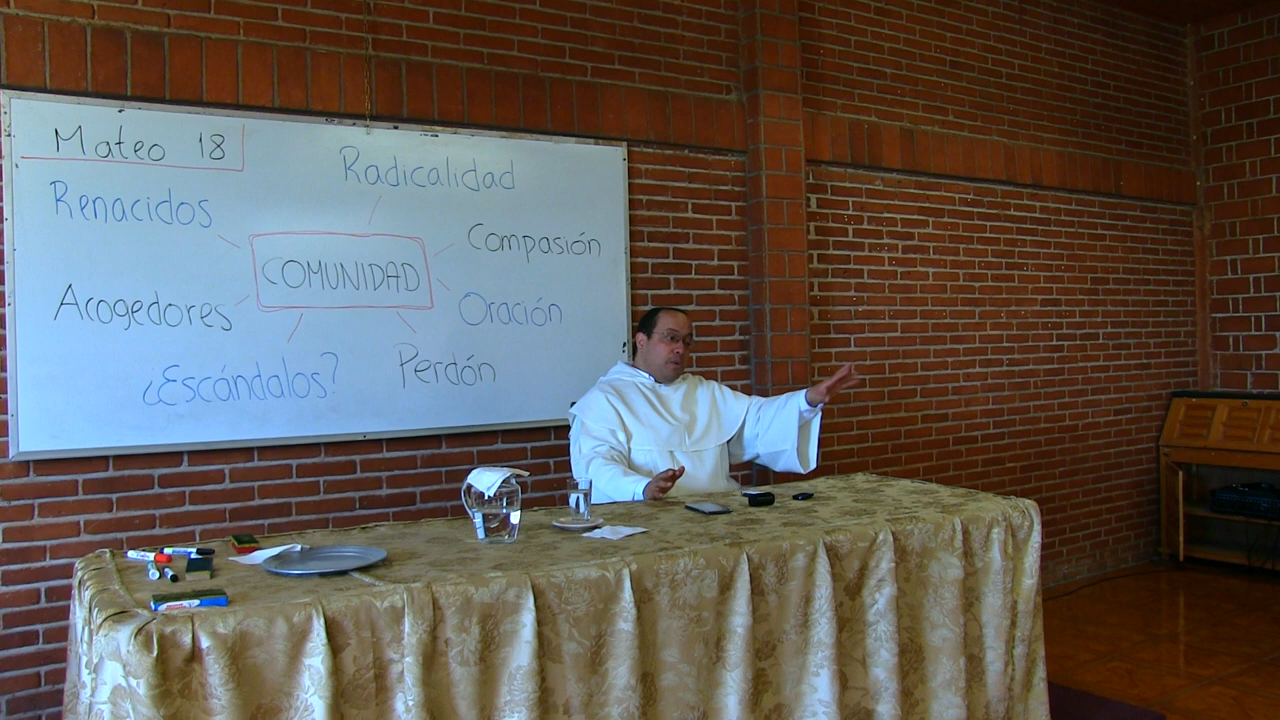 Mateo 18
Radicalidad
Renacidos
Compasión
COMUNIDAD
Acogedores
Oración
¿Escándalos?
Perdón